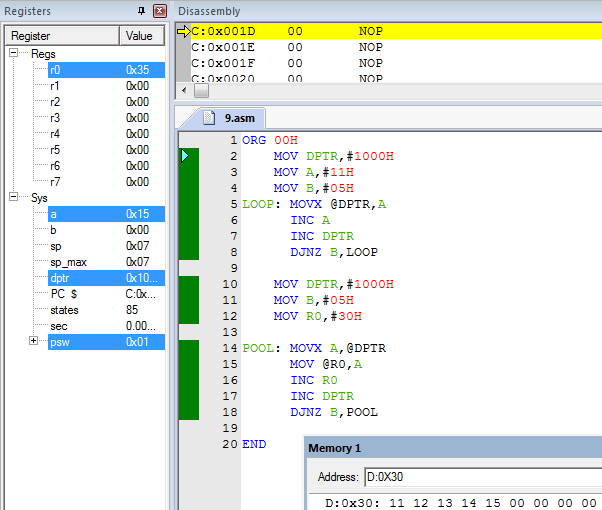 Registers
Register Value
Regs
r0 0x35
r1 0x00
r2 0x00
r3 0x00
r4 0x00
r5 0x00
r6 0x00
r7 0x00
Sys
a 0x15
b 0x00
sp 0x07
sp_max 0x07
dptr 0x10...
PC $ C:0x...
states 85
sec 0.00...
psw 0x01
Disassembly
C:0x001D 00 NOP
C:0x001E 00 NOP
C:0x001F 00 NOP
C:0x0020 00 NOP
9.asm
1 ORG 00H
2 MOV DPTR,#1000H
3 MOV A,#11H
4 MOV B,#05H
5 LOOP: MOVX @DPTR,A
6 INC A
7 INC DPTR
8 DJNZ B,LOOP
9
10 MOV DPTR,#1000H
11 MOV B,#05H
12 MOV R0,#30H
13
14 POOL: MOVX A,@DPTR
15 MOV @R0,A
16 INC R0
17 INC DPTR
18 DJNZ B,POOL
19
20 END
Memory 1
Address: D:0X30
D:0x30: 11 12 13 14 15 00 00 00 00